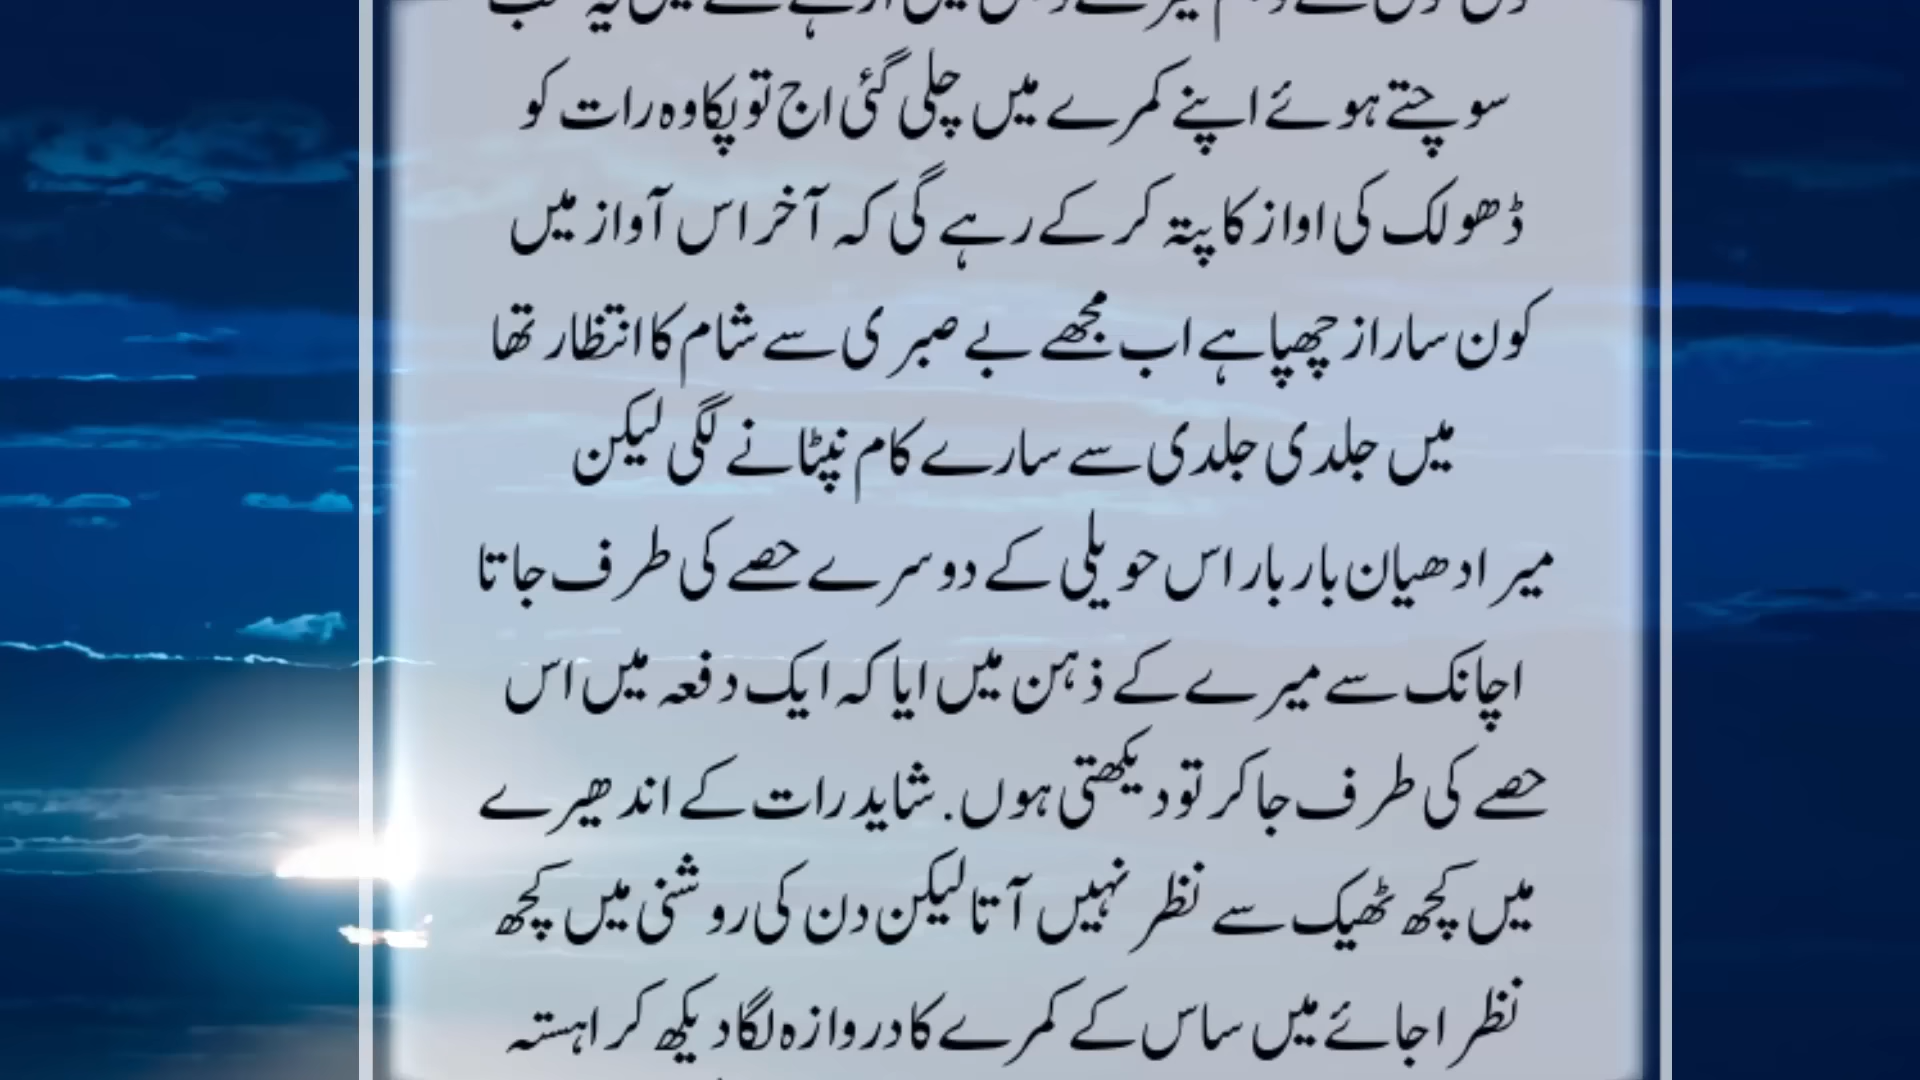 سوچتے ہوئے اپنے کمرے میں چلی گئی اج تو پکا وہ رات کو
ڈھولک کی اواز کا پتہ کر کے رہے گی کہ آخر اس آواز میں
کون سا راز چھپا ہے اب مجھے بے صبری سے شام کا انتظار تھا
میں جلدی جلدی سے سارے کام نپٹانے لگی لیکن
میرا دھیان بار بار اس حویلی کے دوسرے حصے کی طرف جاتا
اچانک سے میرے کے ذہن میں ایا کہ ایک دفعہ میں اس
حصے کی طرف جا کر تو دیکھتی ہوں. شاید رات کے اندھیرے
میں کچھ ٹھیک سے نظر نہیں آتا لیکن دن کی روشنی میں کچھ
نظر اجائے میں ساس کے کمرے کا دروازہ لگا دیکھ کر اہستہ